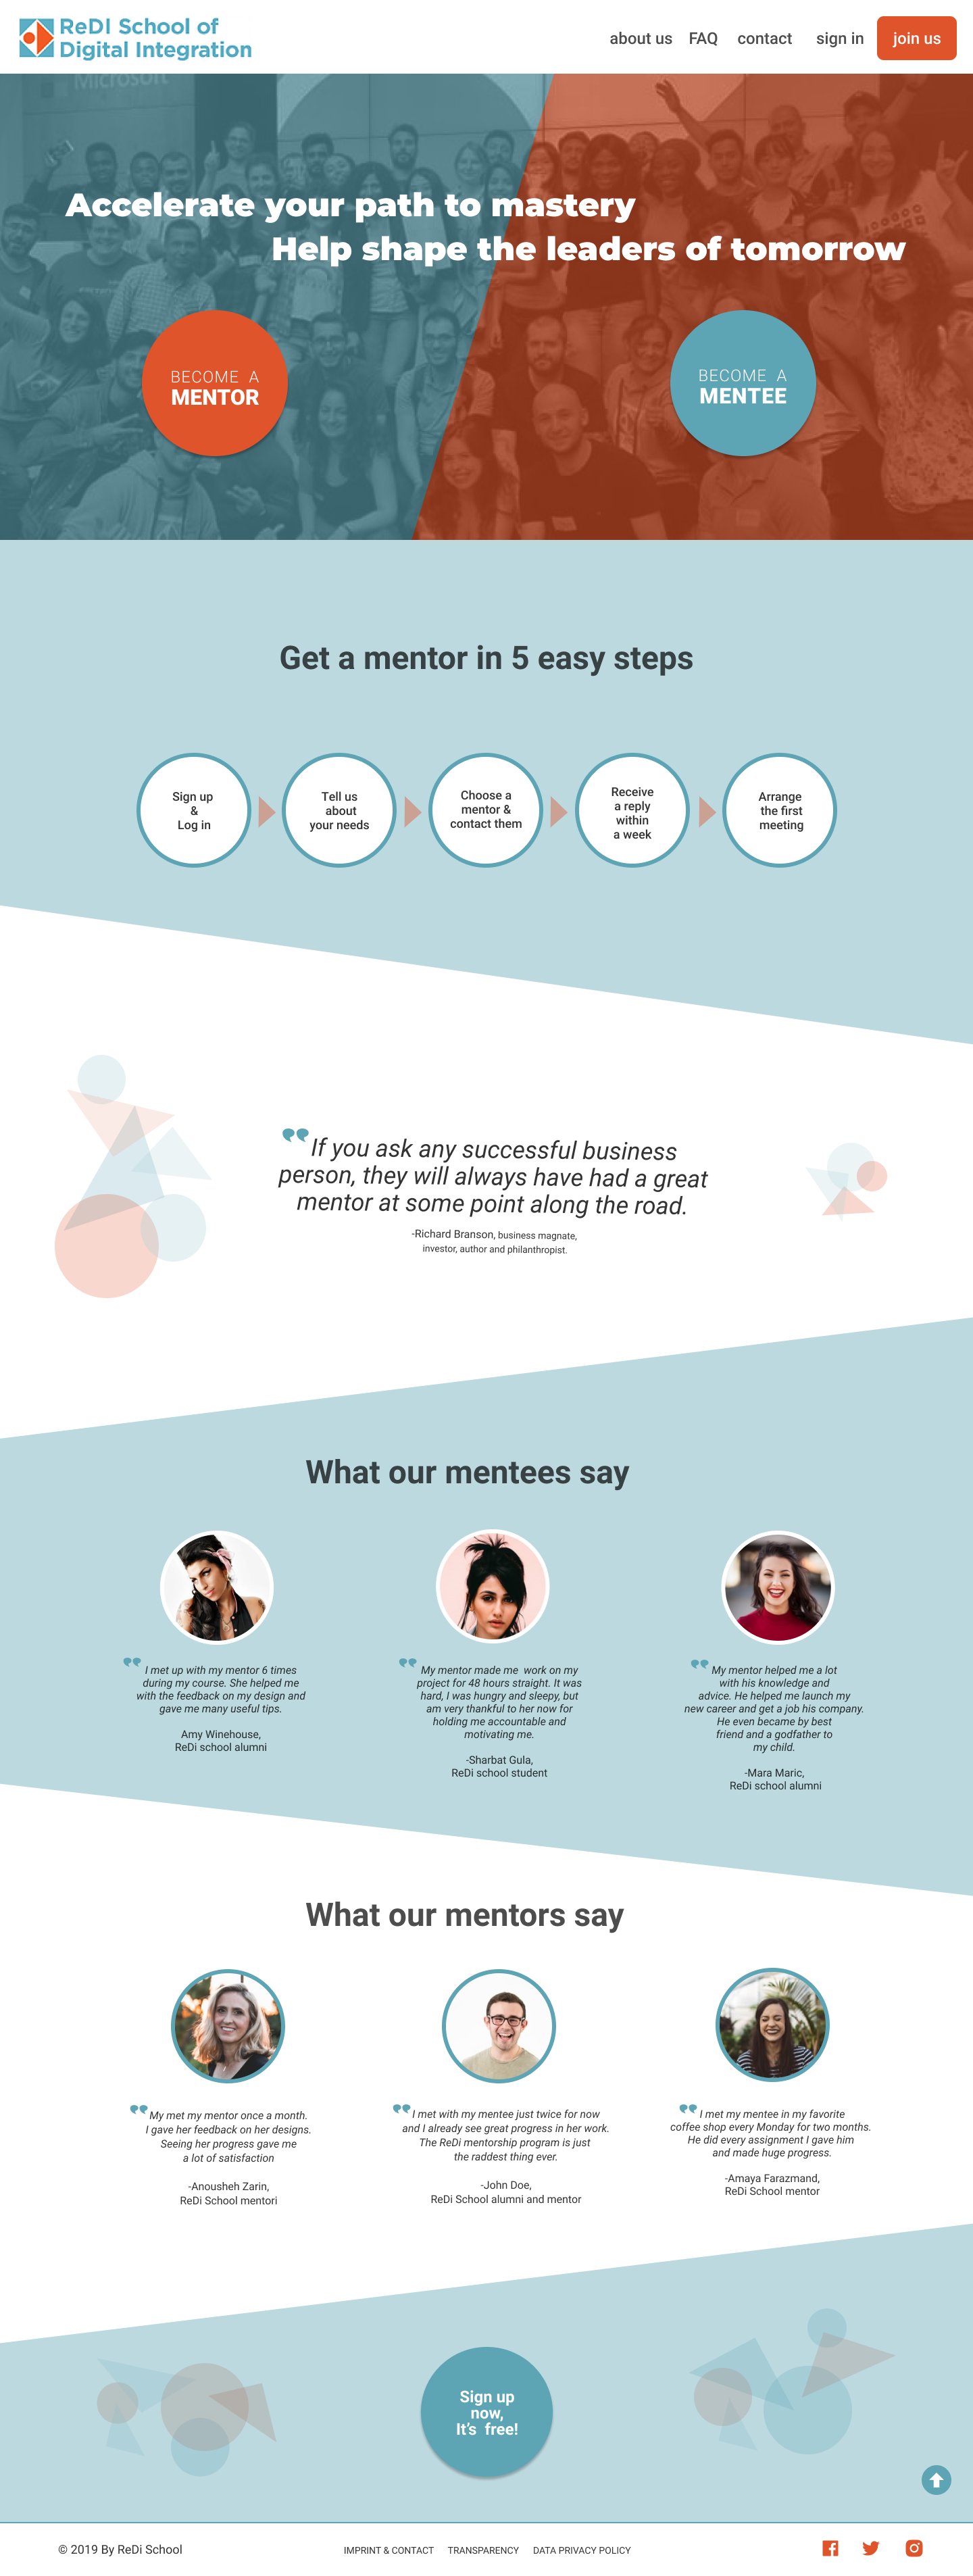 ReDI School of
Digital Integration
about us FAQ contact sign in join us
Microsoft
Accelerate your path to mastery
Help shape the leaders of tomorrow
BECOME A
MENTOR
BECOME A
MENTEE
Get a mentor in 5 easy steps
Sign up
&
Log in
Tell us
about
your needs
Choose a
mentor &
contact them
Receive
a reply
within
a week
Arrange
the first
meeting
If you ask any successful business
person, they will always have had a great
mentor at some point along the road.
-Richard Branson, business magnate,
investor, author and philanthropist.
What our mentees say
I met up with my mentor 6 times
during my course. She helped me
with the feedback on my design and
gave me many useful tips.
Amy Winehouse,
ReDi school alumni
My mentor made me work on my
project for 48 hours straight. It was
hard, I was hungry and sleepy, but
am very thankful to her now for
holding me accountable and
motivating me.
-Sharbat Gula,
ReDi school student
My mentor helped me a lot
with his knowledge and
advice. He helped me launch my
new career and get a job his company.
He even became by best
friend and a godfather to
my child.
-Mara Maric,
ReDi school alumni
What our mentors say
My met my mentor once a month.
I gave her feedback on her designs.
Seeing her progress gave me
a lot of satisfaction
-Anousheh Zarin,
ReDi School mentori
I met with my mentee just twice for now
and I already see great progress in her work.
The ReDi mentorship program is just
the raddest thing ever.
-John Doe,
ReDi School alumni and mentor
I met my mentee in my favorite
coffee shop every Monday for two months.
He did every assignment I gave him
and made huge progress.
-Amaya Farazmand,
ReDi School mentor
Sign up
now,
It's free!
© 2019 By ReDi School
IMPRINT & CONTACT TRANSPARENCY DATA PRIVACY POLICY